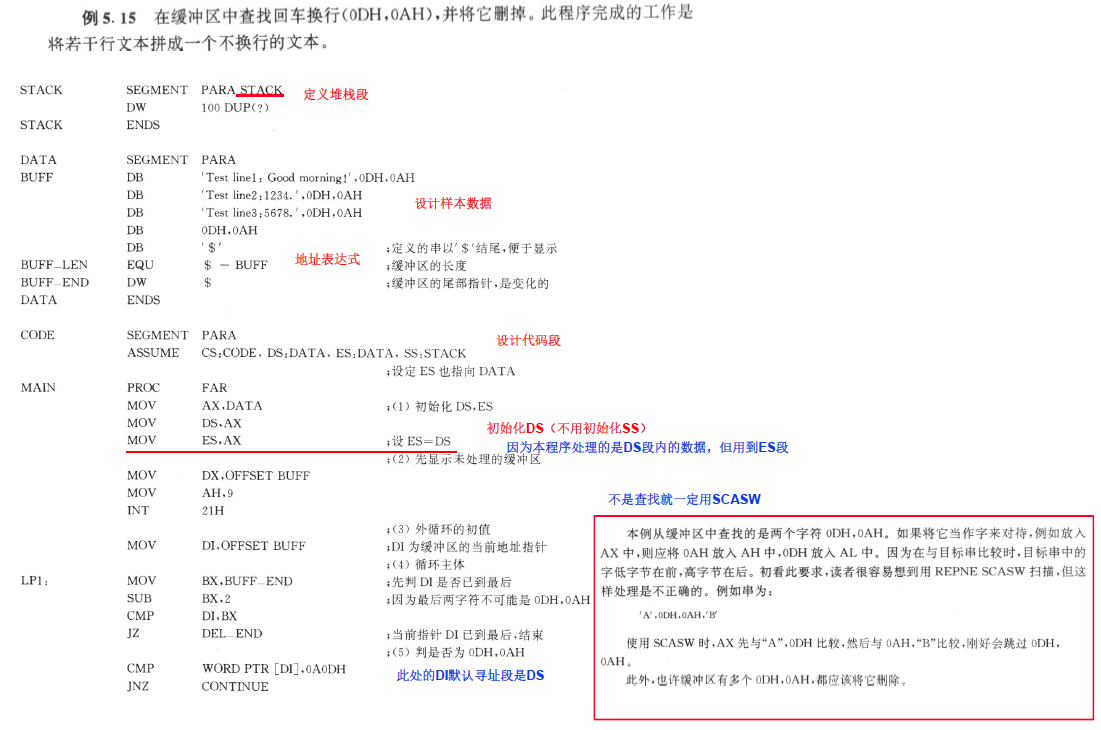 例 5.15 在缓冲区中查找回车换行(0DH,0AH),并将它删掉。此程序完成的工作是
将若干行文本拼成一个不换行的文本。
STACK SEGMENT PARA STACK 定义堆栈段
DW 100 DUP(?)
STACK ENDS
DATA SEGMENT PARA
BUFF DB 'Test line1: Good morning!',0DH,0AH
DB 'Test line2:1234.',0DH,0AH
DB 'Test line3:5678.',0DH,0AH 设计样本数据
DB 0DH,0AH
DB '$' ;定义的串以'$'结尾,便于显示
BUFF_LEN EQU $ - BUFF 地址表达式 ;缓冲区的长度
BUFF_END DW $ ;缓冲区的尾部指针,是变化的
DATA ENDS
CODE SEGMENT PARA 设计代码段
ASSUME CS:CODE, DS:DATA, ES:DATA, SS:STACK
;设定 ES 也指向 DATA
MAIN PROC FAR
MOV AX,DATA ;(1) 初始化 DS,ES
MOV DS,AX 初始化DS(不用初始化SS)
MOV ES,AX ;设 ES=DS 因为本程序处理的是DS段内的数据,但用到ES段
;(2) 先显示未处理的缓冲区
MOV DX,OFFSET BUFF
MOV AH,9
INT 21H
;(3) 外循环的初值
MOV DI,OFFSET BUFF ;DI 为缓冲区的当前地址指针
;(4) 循环主体
LP1: MOV BX,BUFF_END ;先判 DI 是否已到最后
SUB BX,2 ;因为最后两字符不可能是 0DH,0AH
CMP DI,BX
JZ DEL_END ;当前指针 DI 已到最后,结束
;(5) 判是否为 0DH,0AH
CMP WORD PTR [DI],0A0DH 此处的DI默认寻址段是DS
JNZ CONTINUE
不是查找就一定用SCASW
本例从缓冲区中查找的是两个字符 0DH,0AH。如果将它当作字来对待,例如放入
AX 中,则应将 0AH 放入 AH 中,0DH 放入 AL 中。因为在与目标串比较时,目标串中的
字低字节在前,高字节在后。初看此要求,读者很容易想到用 REPNE SCASW 扫描,但这
样处理是不正确的。例如串为:
'A',0DH,0AH,'B'
使用 SCASW 时,AX 先与“A”,0DH 比较,然后与 0AH,“B”比较,刚好会跳过 0DH,
0AH。
此外,也许缓冲区有多个 0DH,0AH,都应该将它删除。